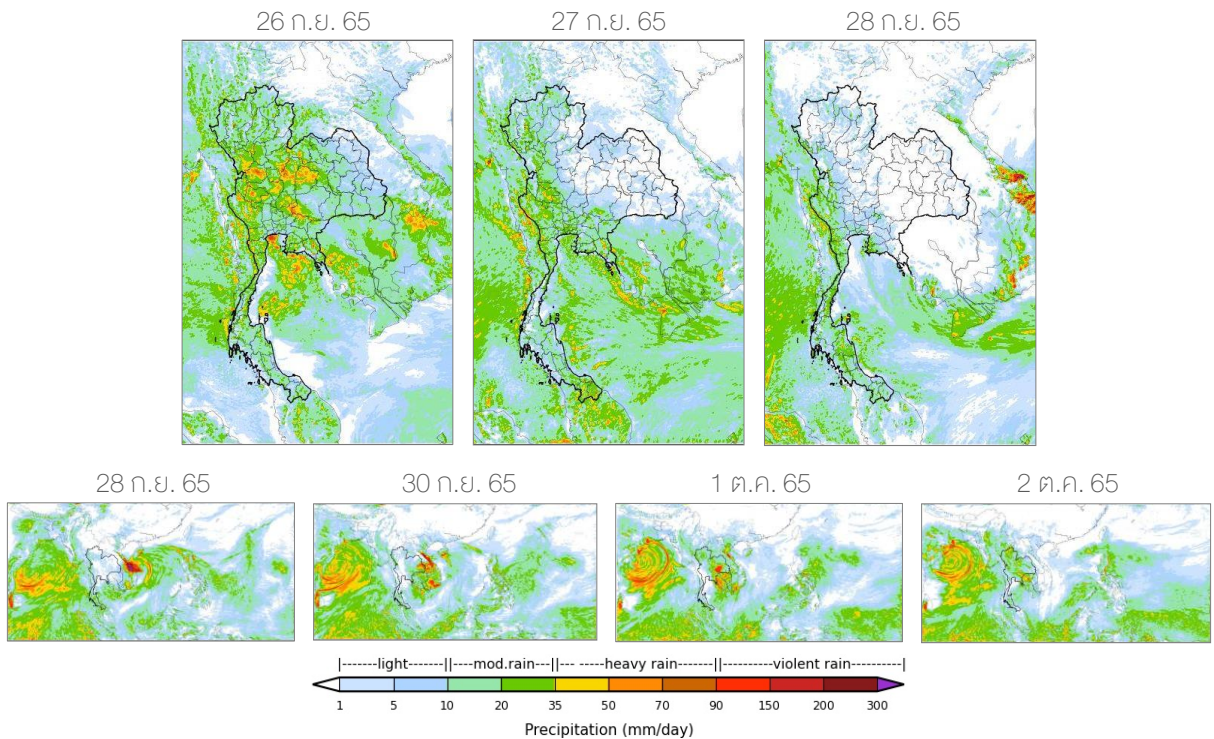 26 ก.ย. 65
27 ก.ย. 65
28 ก.ย. 65
28 ก.ย. 65
30 ก.ย. 65
1 ต.ค. 65
2 ต.ค. 65
|-------light-------||----mod.rain---||--- -----heavy rain-------||-----------violent rain-----------|
1 5 10 20 35 50 70 90 150 200 300
Precipitation (mm/day)